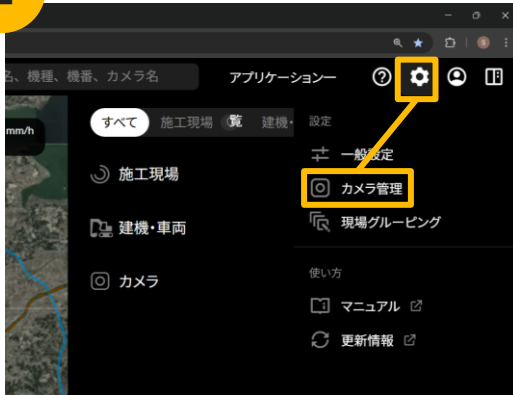 名、機種、機番、カメラ名
アプリケーション一
覧
mm/h
すべて
施工現場
建機・
施工現場
建機・車両
カメラ
設定
一般設定
カメラ管理
現場グルーピング
使い方
マニュアル
更新情報